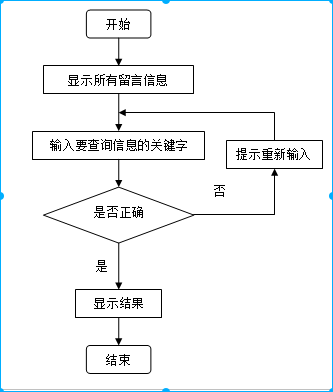 开始
显示所有留言信息
输入要查询信息的关键字
提示重新输入
是否正确
否
是
显示结果
结束